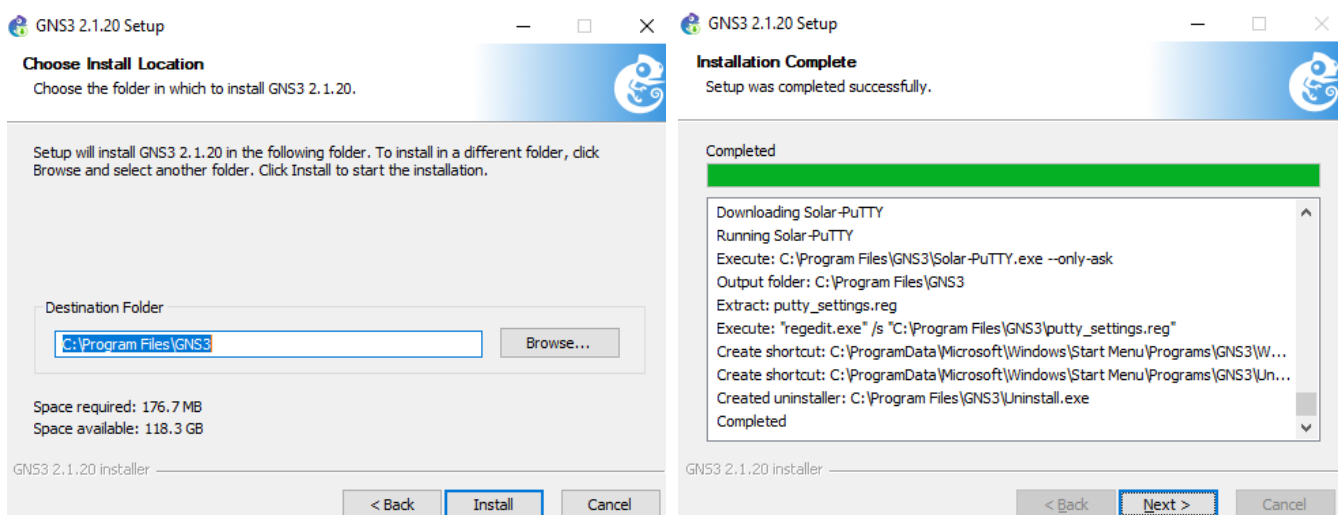 GNS3 2.1.20 Setup
Choose Install Location
Choose the folder in which to install GNS3 2.1.20.
Setup will install GNS3 2.1.20 in the following folder. To install in a different folder, click
Browse and select another folder. Click Install to start the installation.
Destination Folder
C:\Program Files\GNS3
Browse...
Space required: 176.7 MB
Space available: 118.3 GB
GNS3 2.1.20 installer
< Back
Install
Cancel
GNS3 2.1.20 Setup
Installation Complete
Setup was completed successfully.
Completed
Downloading Solar-PuTTY
Running Solar-PuTTY
Execute: C:\Program Files\GNS3\Solar-PuTTY.exe --only-ask
Output folder: C:\Program Files\GNS3
Extract: putty_settings.reg
Execute: "regedit.exe" /s "C:\Program Files\GNS3\putty_settings.reg"
Create shortcut: C:\ProgramData\Microsoft\Windows\Start Menu\Programs\GNS3\W...
Create shortcut: C:\ProgramData\Microsoft\Windows\Start Menu\Programs\GNS3\Un...
Created uninstaller: C:\Program Files\GNS3\Uninstall.exe
Completed
GNS3 2.1.20 installer
< Back
Next >
Cancel